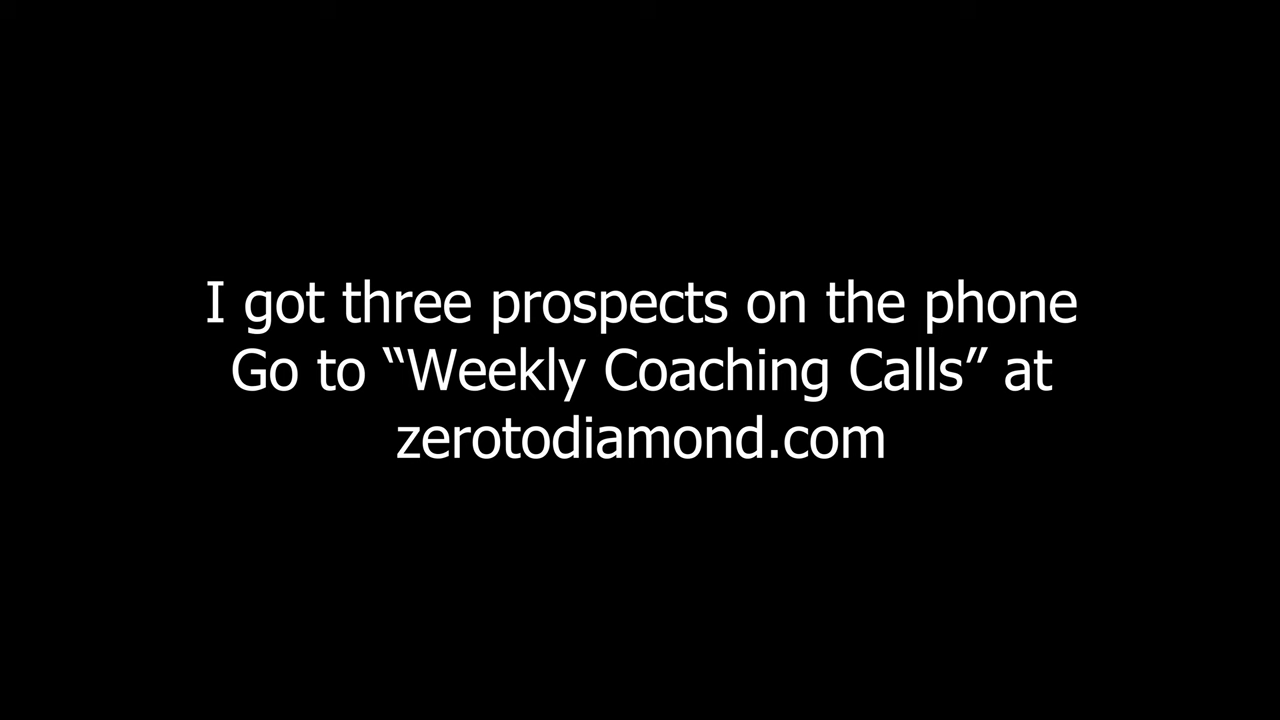 I got three prospects on the phone
Go to “Weekly Coaching Calls” at
zerotodiamond.com